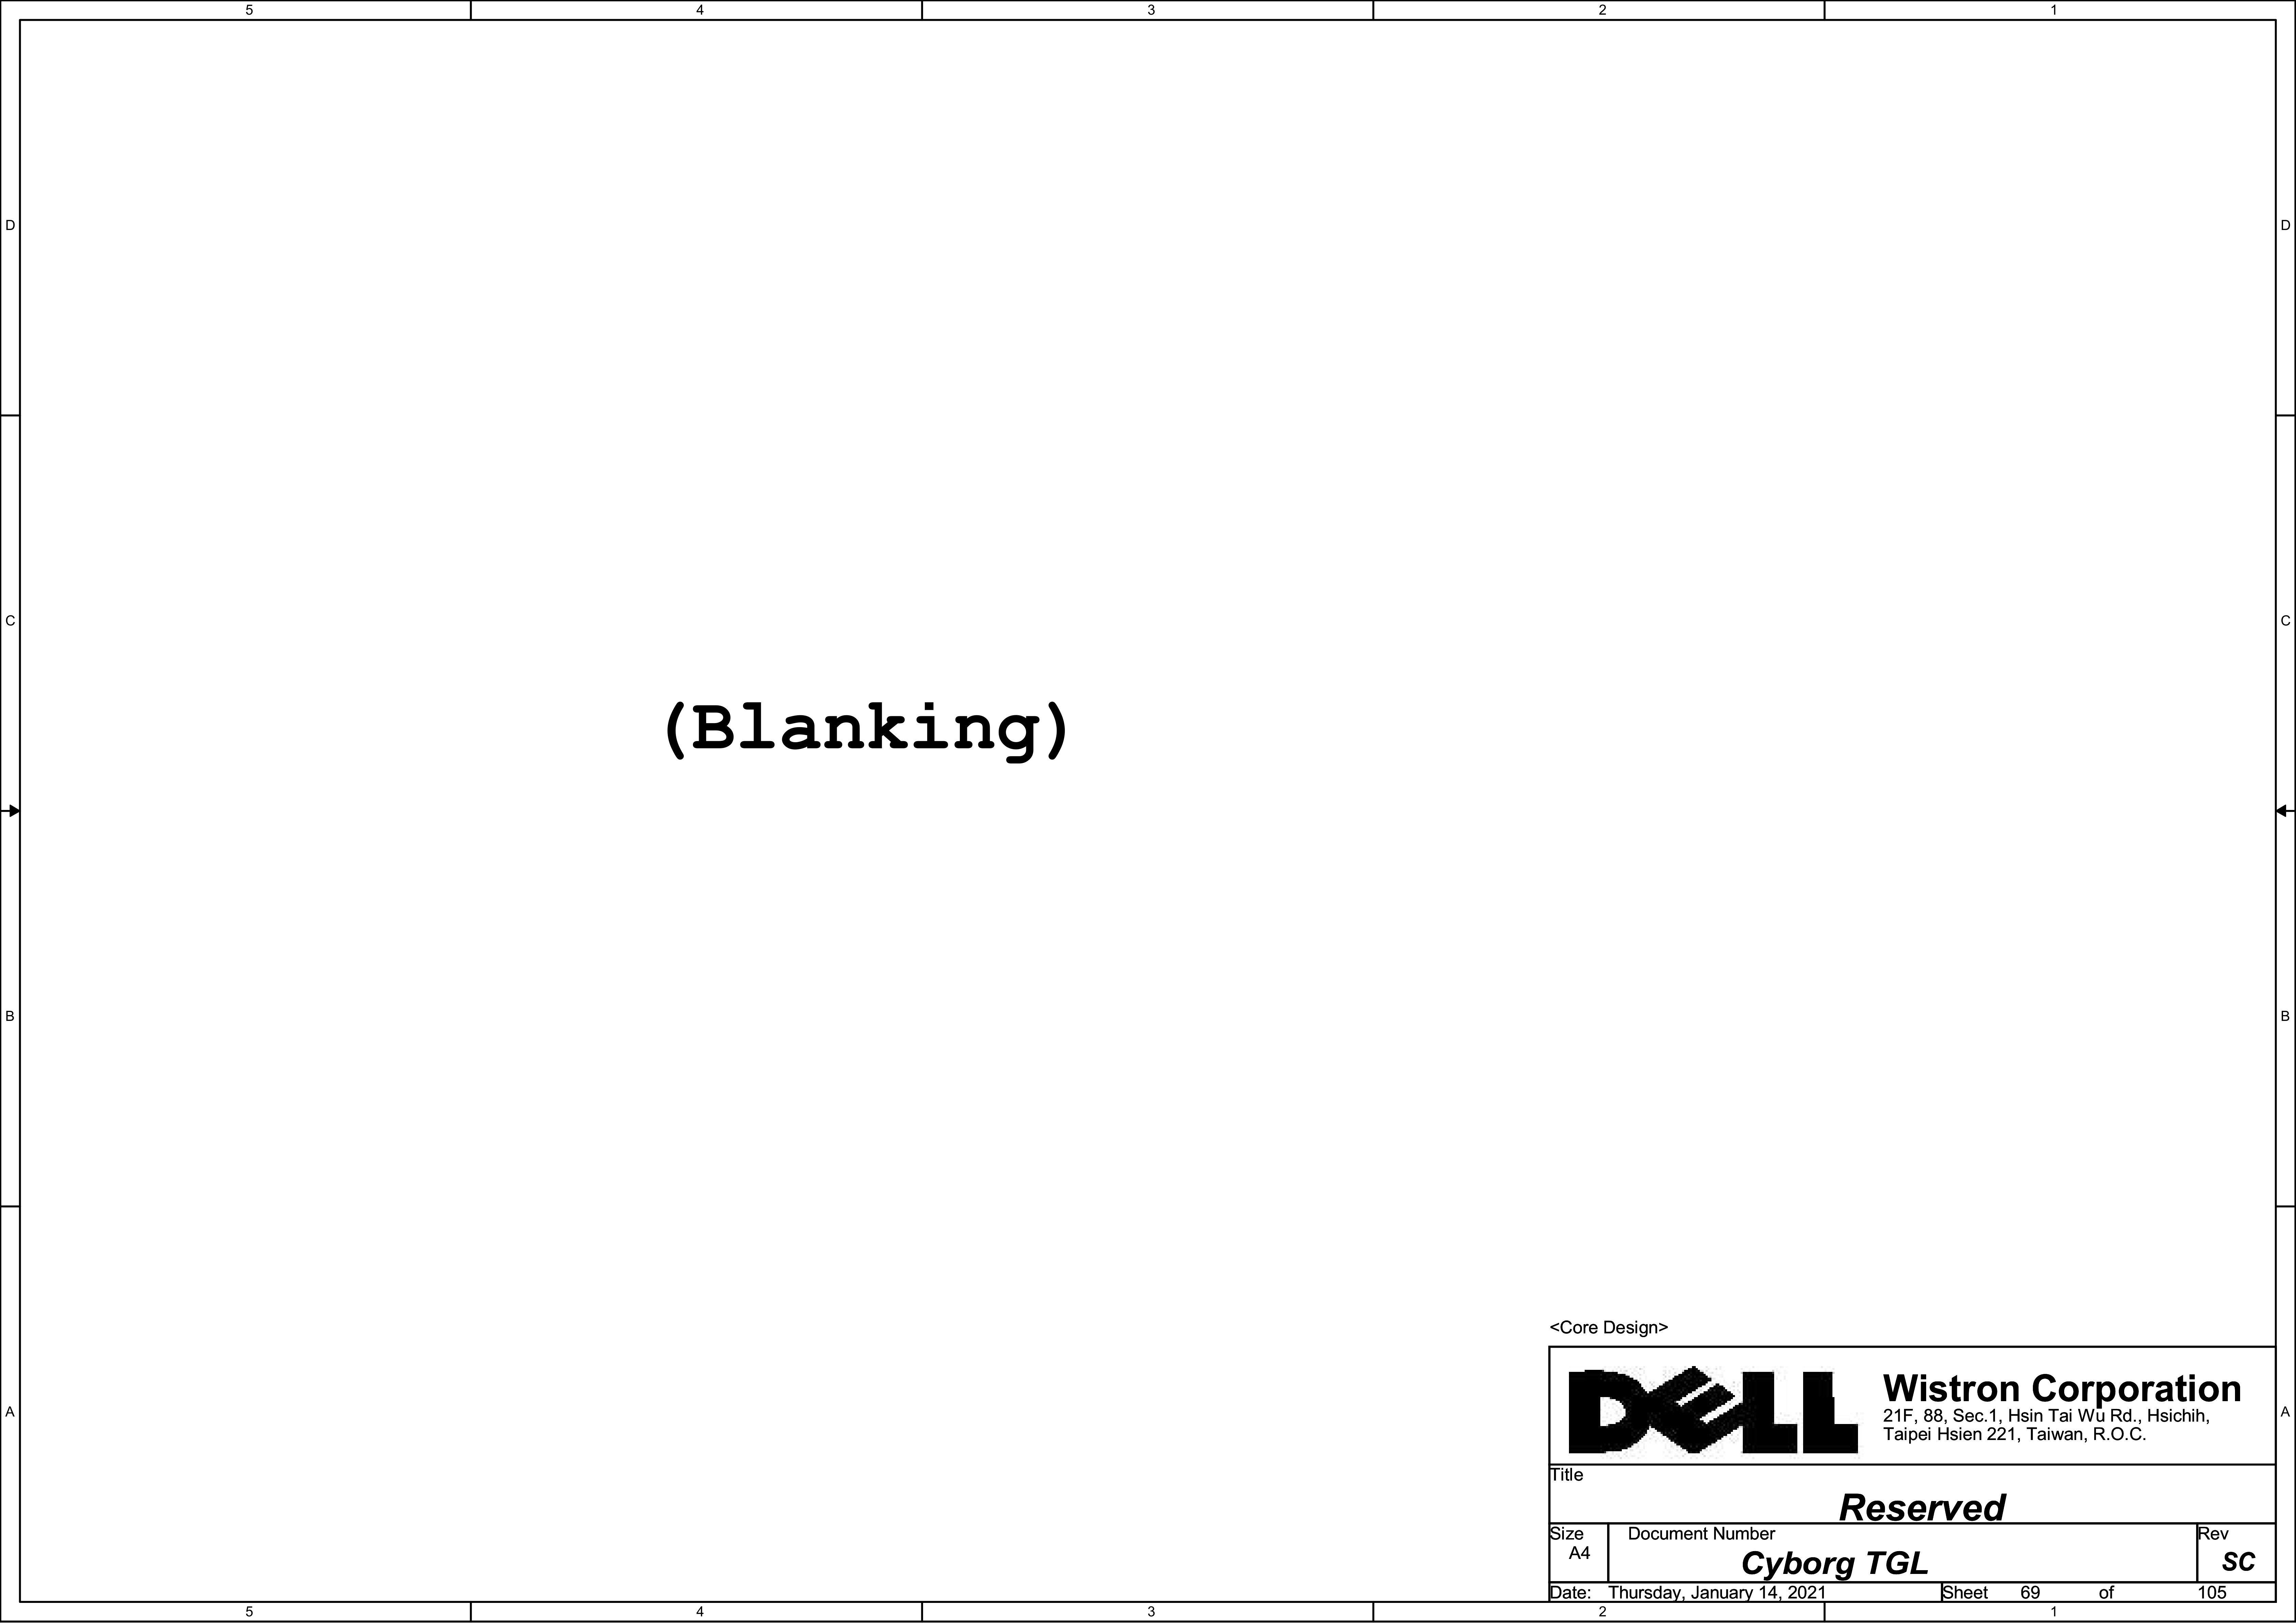 5 4 3 2 1
D D
C C
(Blanking)
B B
<Core Design>
DELL
Wistron Corporation
21F, 88, Sec.1, Hsin Tai Wu Rd., Hsichih,
Taipei Hsien 221, Taiwan, R.O.C.
A A
Title
Reserved
Size Document Number Rev
A4 Cyborg TGL SC
Date: Thursday, January 14, 2021 Sheet 69 of 105
5 4 3 2 1